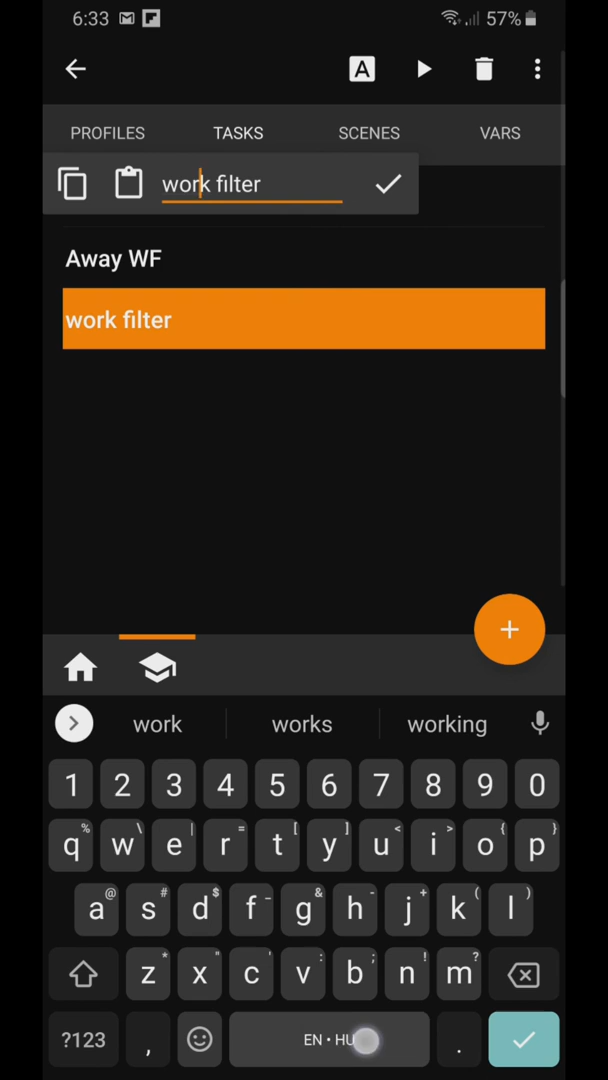 6:33 57%
A
PROFILES TASKS SCENES VARS
work filter
Away WF
work filter
work works working
1 2 3 4 5 6 7 8 9 0
% \ | = [ ] < > { }
q w e r t y u i o p
@ # $ _ & - + ( )
a s d f g h j k l
* " ' : ; ! ?
z x c v b n m
?123 , EN • HU .